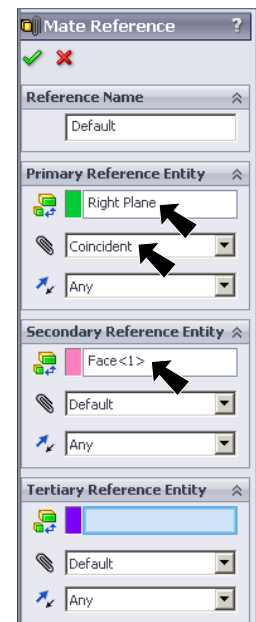 Mate Reference ?
Reference Name
Default
Primary Reference Entity
Right Plane
Coincident
Any
Secondary Reference Entity
Face<1>
Default
Any
Tertiary Reference Entity
Default
Any